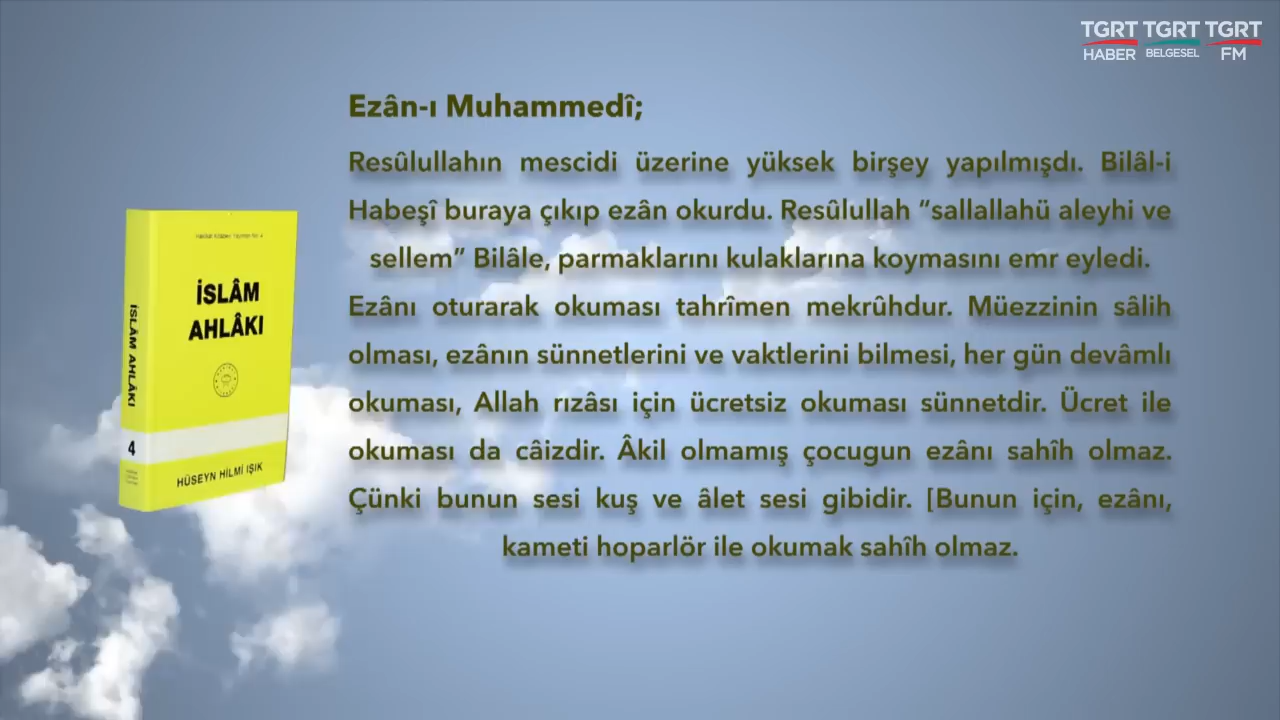 TGRT TGRT TGRT
HABER BELGESEL FM
Ezân-ı Muhammedî;
Resûlullahın mescidi üzerine yüksek birşey yapılmışdı. Bilâl-i
Habeşî buraya çıkıp ezân okurdu. Resûlullah “sallallahü aleyhi ve
sellem” Bilâle, parmaklarını kulaklarına koymasını emr eyledi.
Ezânı oturarak okuması tahrîmen mekrûhdur. Müezzinin sâlih
olması, ezânın sünnetlerini ve vaktlerini bilmesi, her gün devâmlı
okuması, Allah rızâsı için ücretsiz okuması sünnetdir. Ücret ile
okuması da câizdir. Âkil olmamış çocugun ezânı sahîh olmaz.
Çünki bunun sesi kuş ve âlet sesi gibidir. [Bunun için, ezânı,
kameti hoparlör ile okumak sahîh olmaz.
İSLÂM
AHLÂKI
HÜSEYN HİLMİ IŞIK
İSLÂM AHLÂKI
4